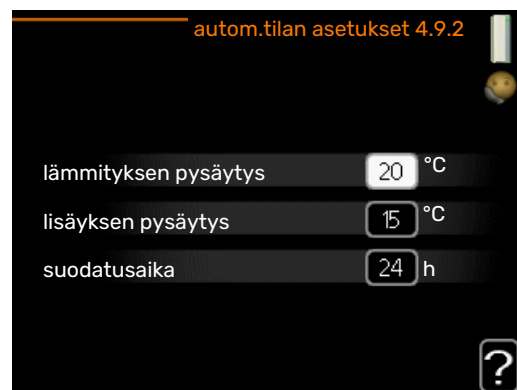 autom.tilan asetukset 4.9.2
lämmityksen pysäytys 20 °C
lisäyksen pysäytys 15 °C
suodatusaika 24 h
?